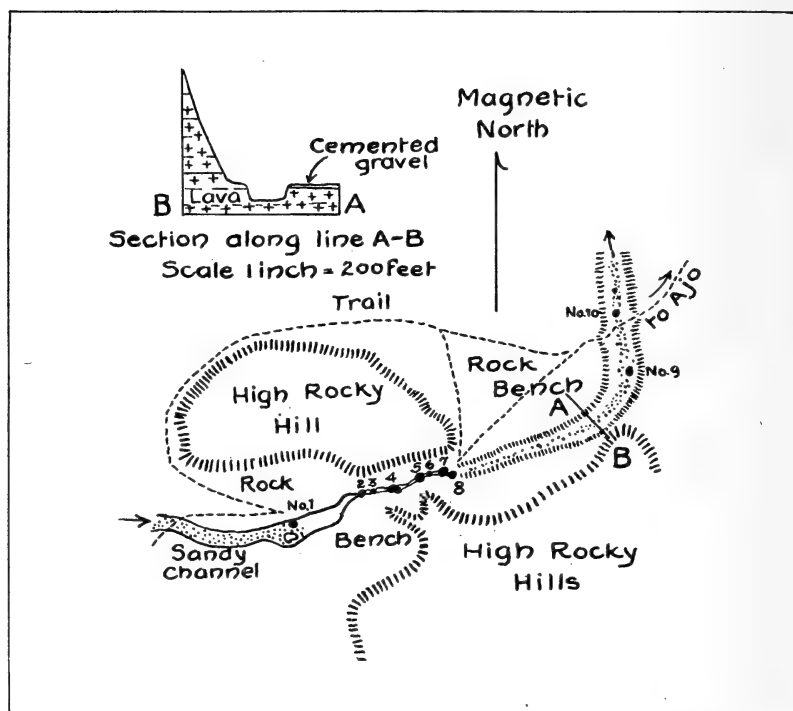 Magnetic
North
Cemented
gravel
Lava
B
A
Section along line A-B
Scale 1 inch = 200 feet
Trail
No.10
To Ajo
Rock
Bench
A
No.9
High Rocky
Hill
B
Rock
2 3 4 5 6 7
8
No.1
Sandy
Channel
Bench
High Rocky
Hills